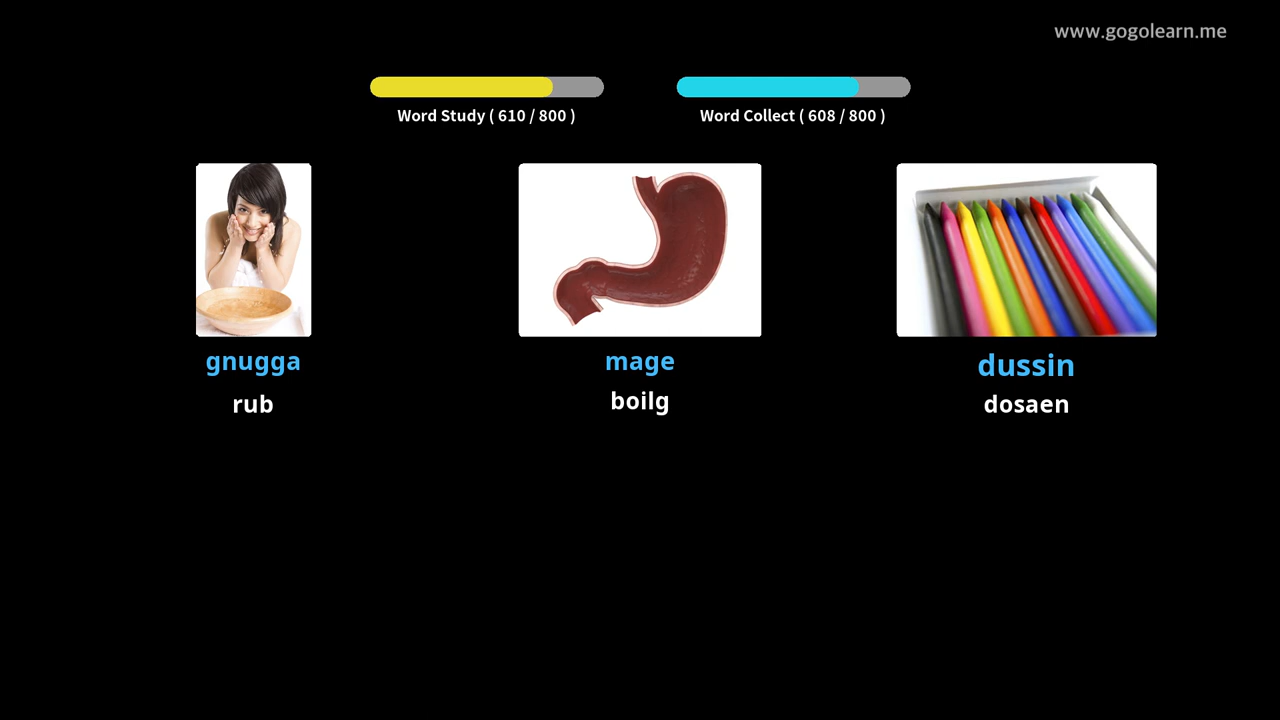 www.gogolearn.me
Word Study ( 610 / 800 )
Word Collect ( 608 / 800 )
gnugga
mage
dussin
rub
boilg
dosaen